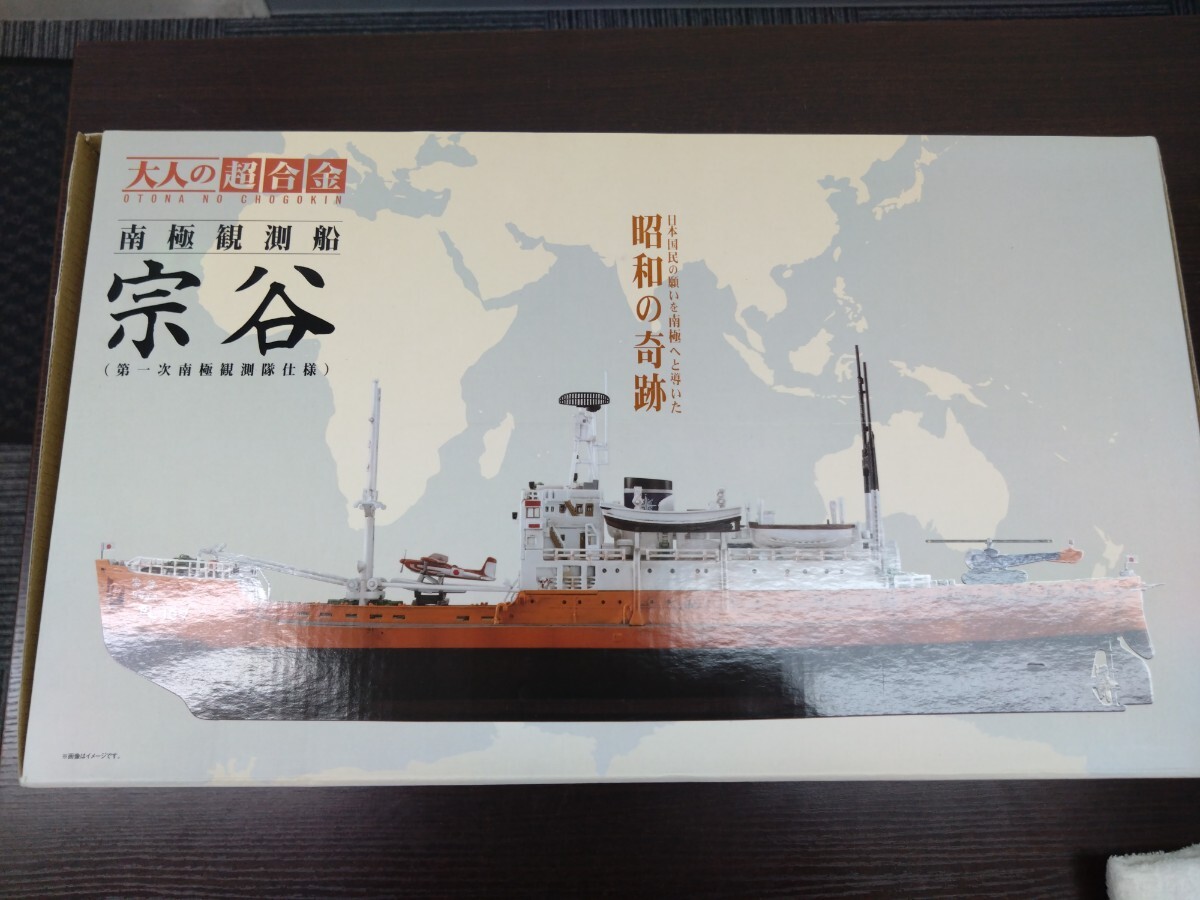 大人の超合金
OTONA NO CHOGOKIN
南極観測船
宗谷
(第一次南極観測隊仕様)
日本国民の願いを南極へと導いた
昭和の奇跡
※画像はイメージです。